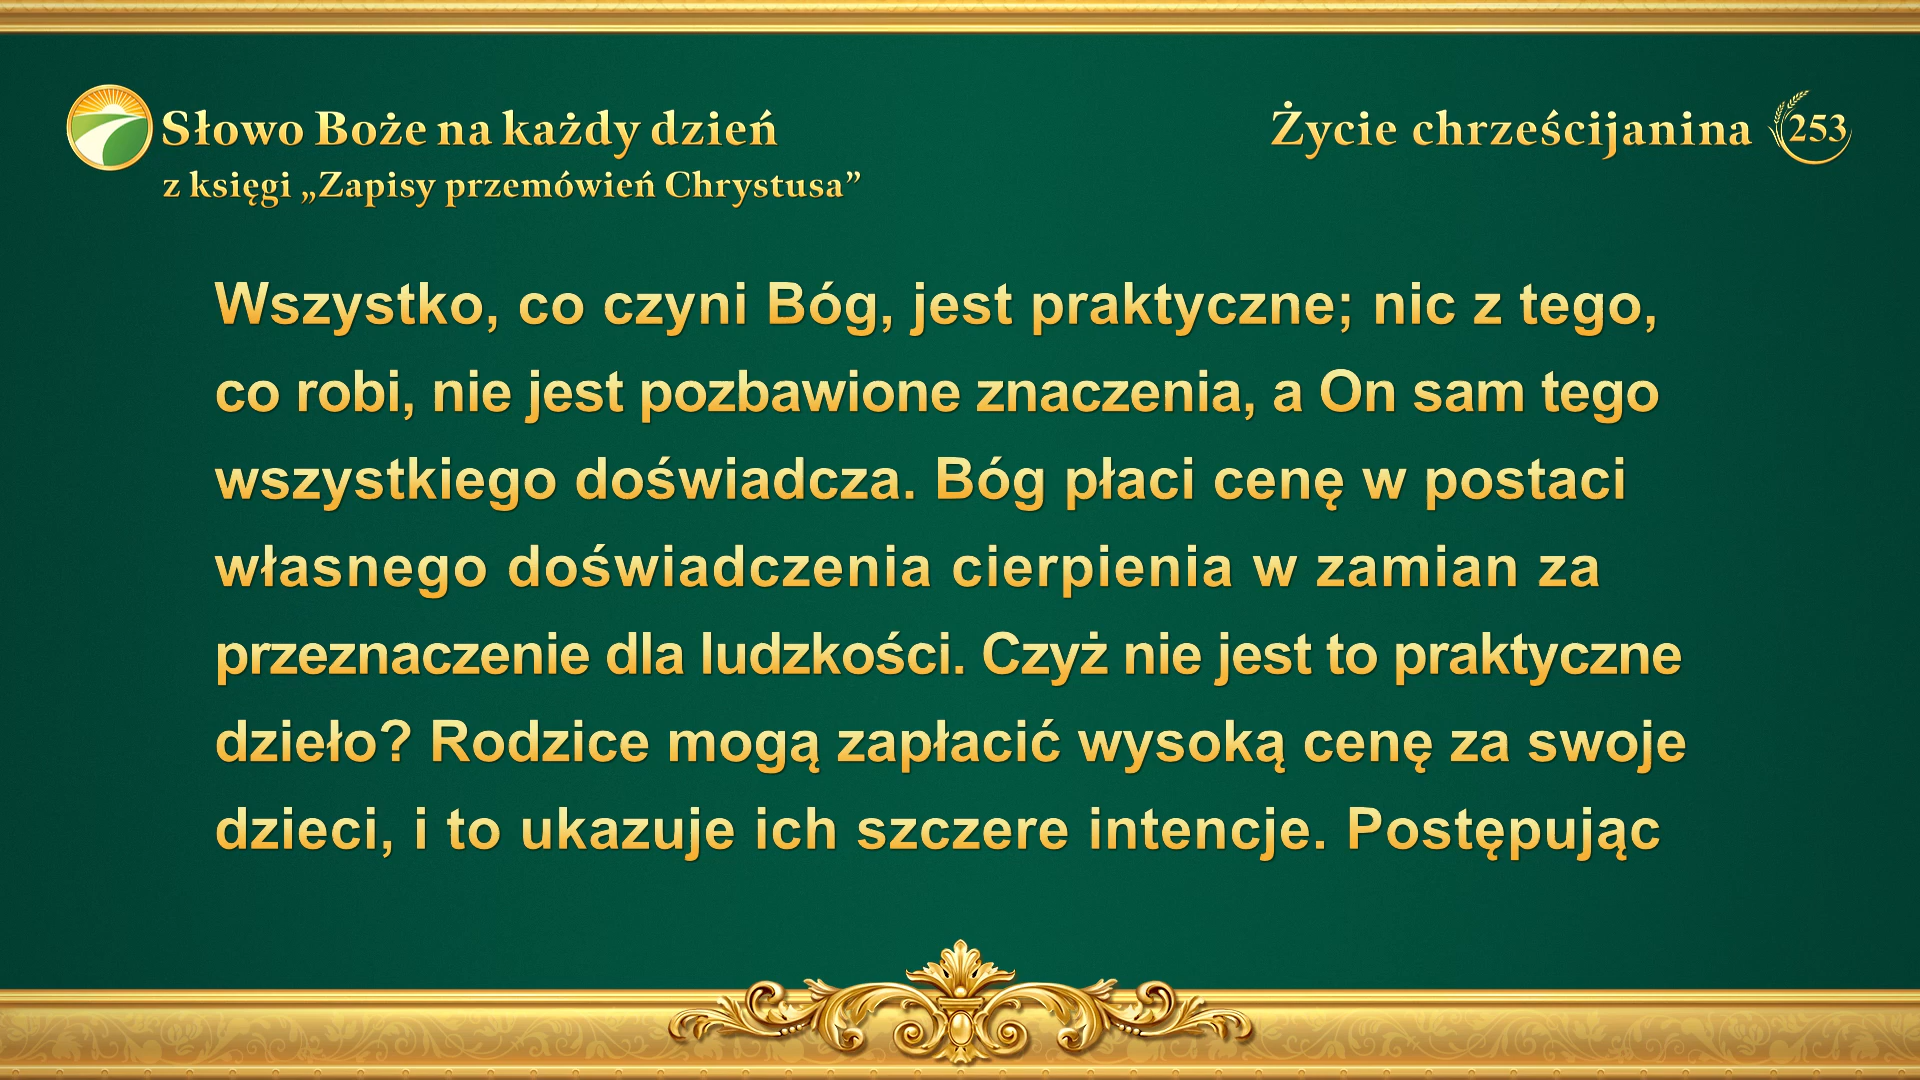 Słowo Boże na każdy dzień
z księgi „Zapisy przemówień Chrystusa”
Życie chrześcijanina 253
Wszystko, co czyni Bóg, jest praktyczne; nic z tego,
co robi, nie jest pozbawione znaczenia, a On sam tego
wszystkiego doświadcza. Bóg płaci cenę w postaci
własnego doświadczenia cierpienia w zamian za
przeznaczenie dla ludzkości. Czyż nie jest to praktyczne
dzieło? Rodzice mogą zapłacić wysoką cenę za swoje
dzieci, i to ukazuje ich szczere intencje. Postępując